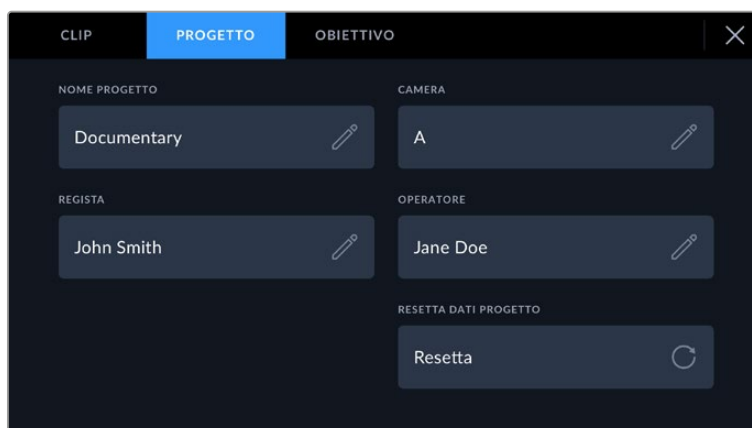 CLIP PROGETTO OBIETTIVO
NOME PROGETTO CAMERA
Documentary A
REGISTA OPERATORE
John Smith Jane Doe
RESETTA DATI PROGETTO
Resetta